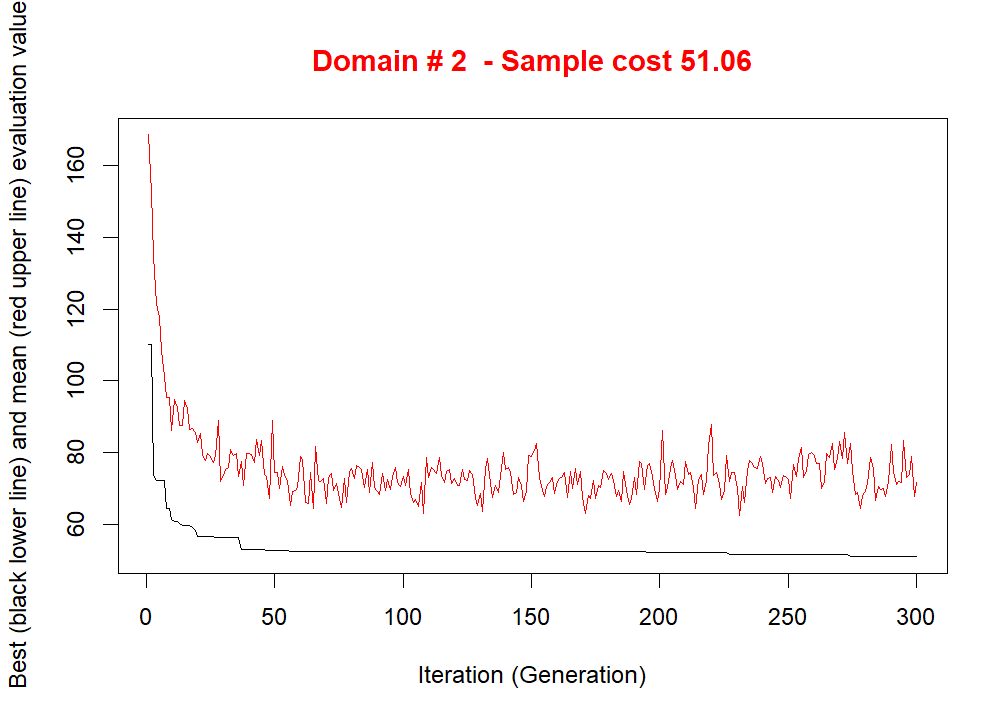 Domain # 2  - Sample cost 51.06
Best (black lower line) and mean (red upper line) evaluation value
160
140
120
100
80
60
0 50 100 150 200 250 300
Iteration (Generation)